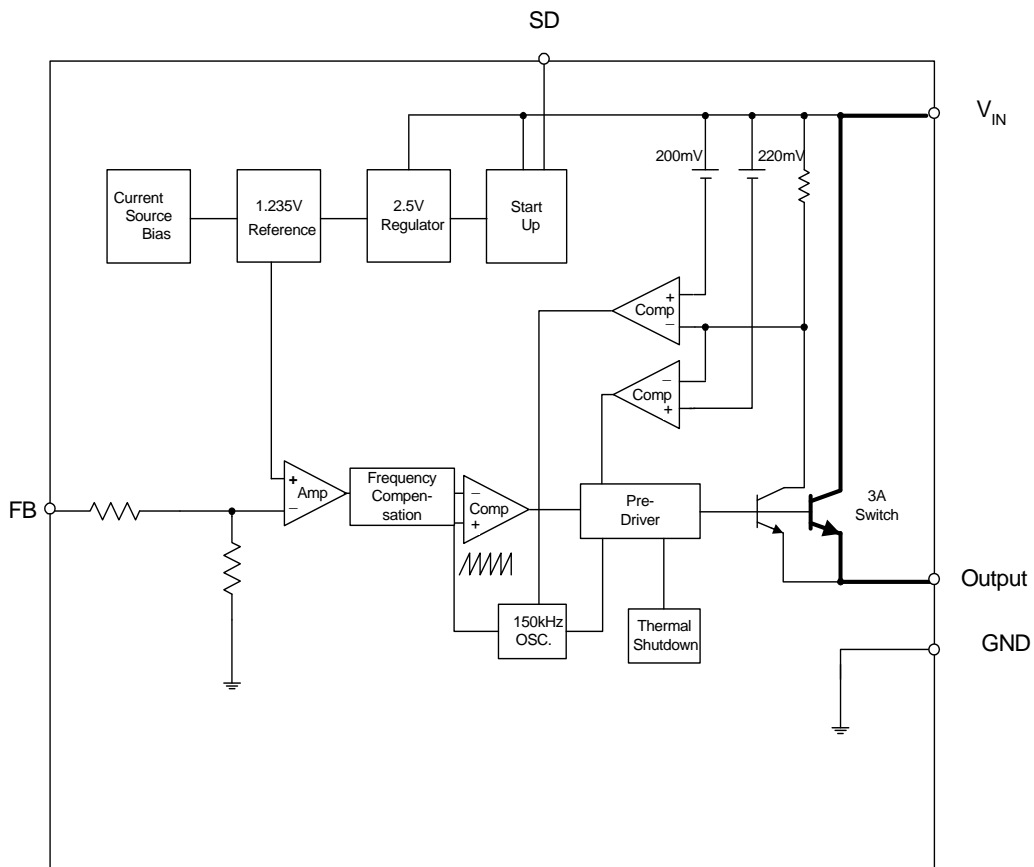 SD
V_IN
200mV
220mV
Current
Source
Bias
1.235V
Reference
2.5V
Regulator
Start
Up
+
Comp
−
−
Comp
+
+
Amp
−
Frequency
Compen-
sation
−
Comp
+
Pre-
Driver
3A
Switch
FB
Output
150kHz
OSC.
Thermal
Shutdown
GND